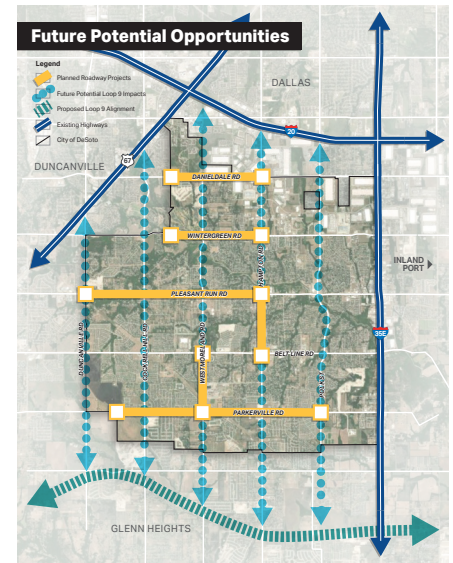 Future Potential Opportunities
Legend
Planned Roadway Projects
Future Potential Loop 9 Impacts
Proposed Loop 9 Alignment
Existing Highways
City of DeSoto
DALLAS
20
DUNCANVILLE
67
DANIELDALE RD
WINTERGREEN RD
HAMPTON RD
INLAND
PORT
PLEASANT RUN RD
DUNCANVILLE RD
COCKRELL HILL RD
WESTMORELAND RD
35E
BELT LINE RD
POLK ST
PARKERVILLE RD
GLENN HEIGHTS